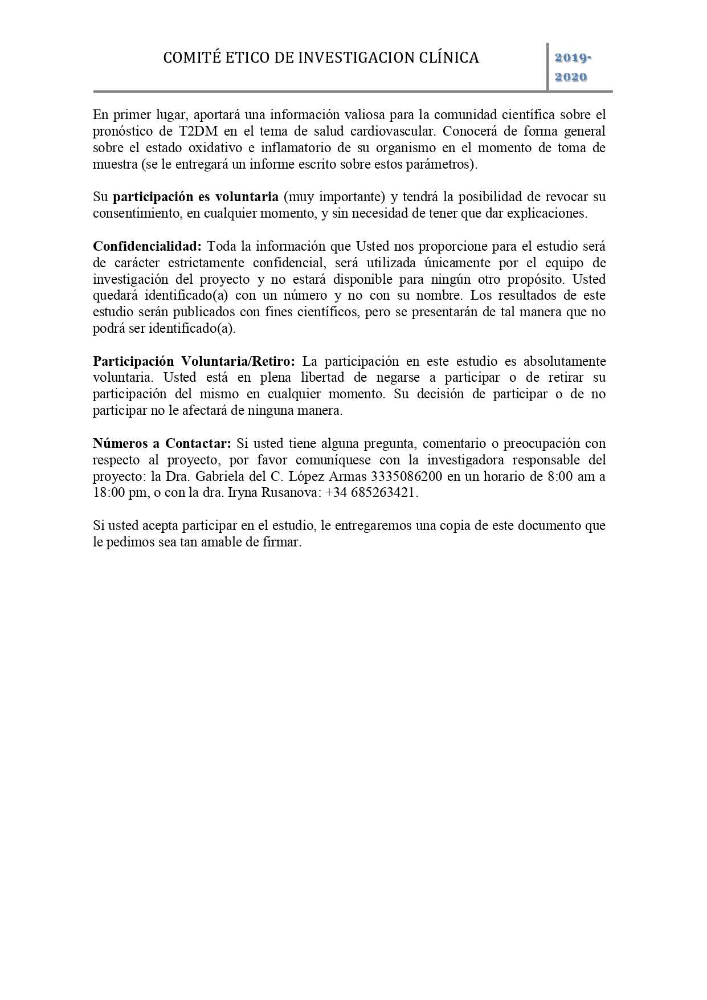 COMITÉ ETICO DE INVESTIGACION CLÍNICA
2019-
2020
En primer lugar, aportará una información valiosa para la comunidad científica sobre el
pronóstico de T2DM en el tema de salud cardiovascular. Conocerá de forma general
sobre el estado oxidativo e inflamatorio de su organismo en el momento de toma de
muestra (se le entregará un informe escrito sobre estos parámetros).
Su participación es voluntaria (muy importante) y tendrá la posibilidad de revocar su
consentimiento, en cualquier momento, y sin necesidad de tener que dar explicaciones.
Confidencialidad: Toda la información que Usted nos proporcione para el estudio será
de carácter estrictamente confidencial, será utilizada únicamente por el equipo de
investigación del proyecto y no estará disponible para ningún otro propósito. Usted
quedará identificado(a) con un número y no con su nombre. Los resultados de este
estudio serán publicados con fines científicos, pero se presentarán de tal manera que no
podrá ser identificado(a).
Participación Voluntaria/Retiro: La participación en este estudio es absolutamente
voluntaria. Usted está en plena libertad de negarse a participar o de retirar su
participación del mismo en cualquier momento. Su decisión de participar o de no
participar no le afectará de ninguna manera.
Números a Contactar: Si usted tiene alguna pregunta, comentario o preocupación con
respecto al proyecto, por favor comuníquese con la investigadora responsable del
proyecto: la Dra. Gabriela del C. López Armas 3335086200 en un horario de 8:00 am a
18:00 pm, o con la dra. Iryna Rusanova: +34 685263421.
Si usted acepta participar en el estudio, le entregaremos una copia de este documento que
le pedimos sea tan amable de firmar.